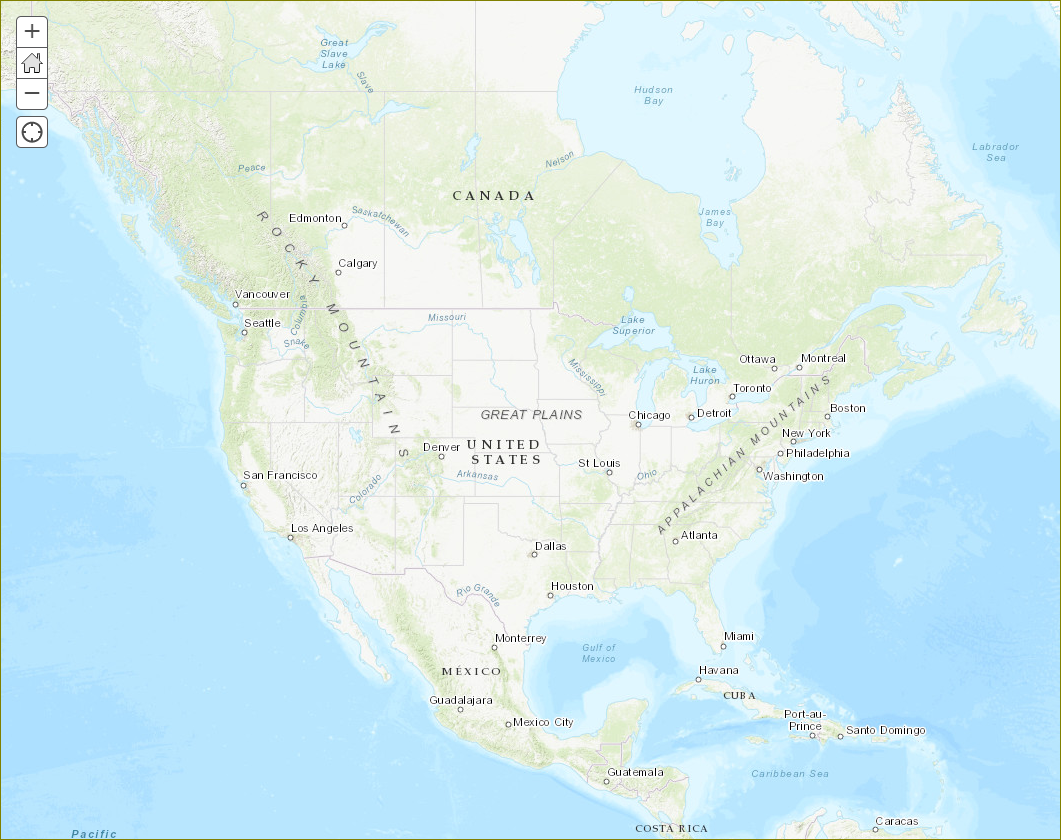 +
−
Great
Slave
Lake
Slave
Hudson
Bay
Labrador
Sea
Peace
Nelson
CANADA
Edmonton
Saskatchewan
James
Bay
ROCKY MOUNTAINS
Calgary
Vancouver
Columbia
Seattle
Snake
Missouri
Lake
Superior
Mississippi
Ottawa
Montreal
Lake
Huron
Toronto
GREAT PLAINS
Chicago
Detroit
Boston
APPALACHIAN MOUNTAINS
New York
Denver
UNITED
STATES
Philadelphia
St Louis
San Francisco
Colorado
Arkansas
Ohio
Washington
Los Angeles
Atlanta
Dallas
Rio Grande
Houston
Monterrey
Gulf of
Mexico
Miami
MÉXICO
Havana
CUBA
Guadalajara
Mexico City
Port-au-
Prince
Santo Domingo
Guatemala
Caribbean Sea
Pacific
COSTA RICA
Caracas